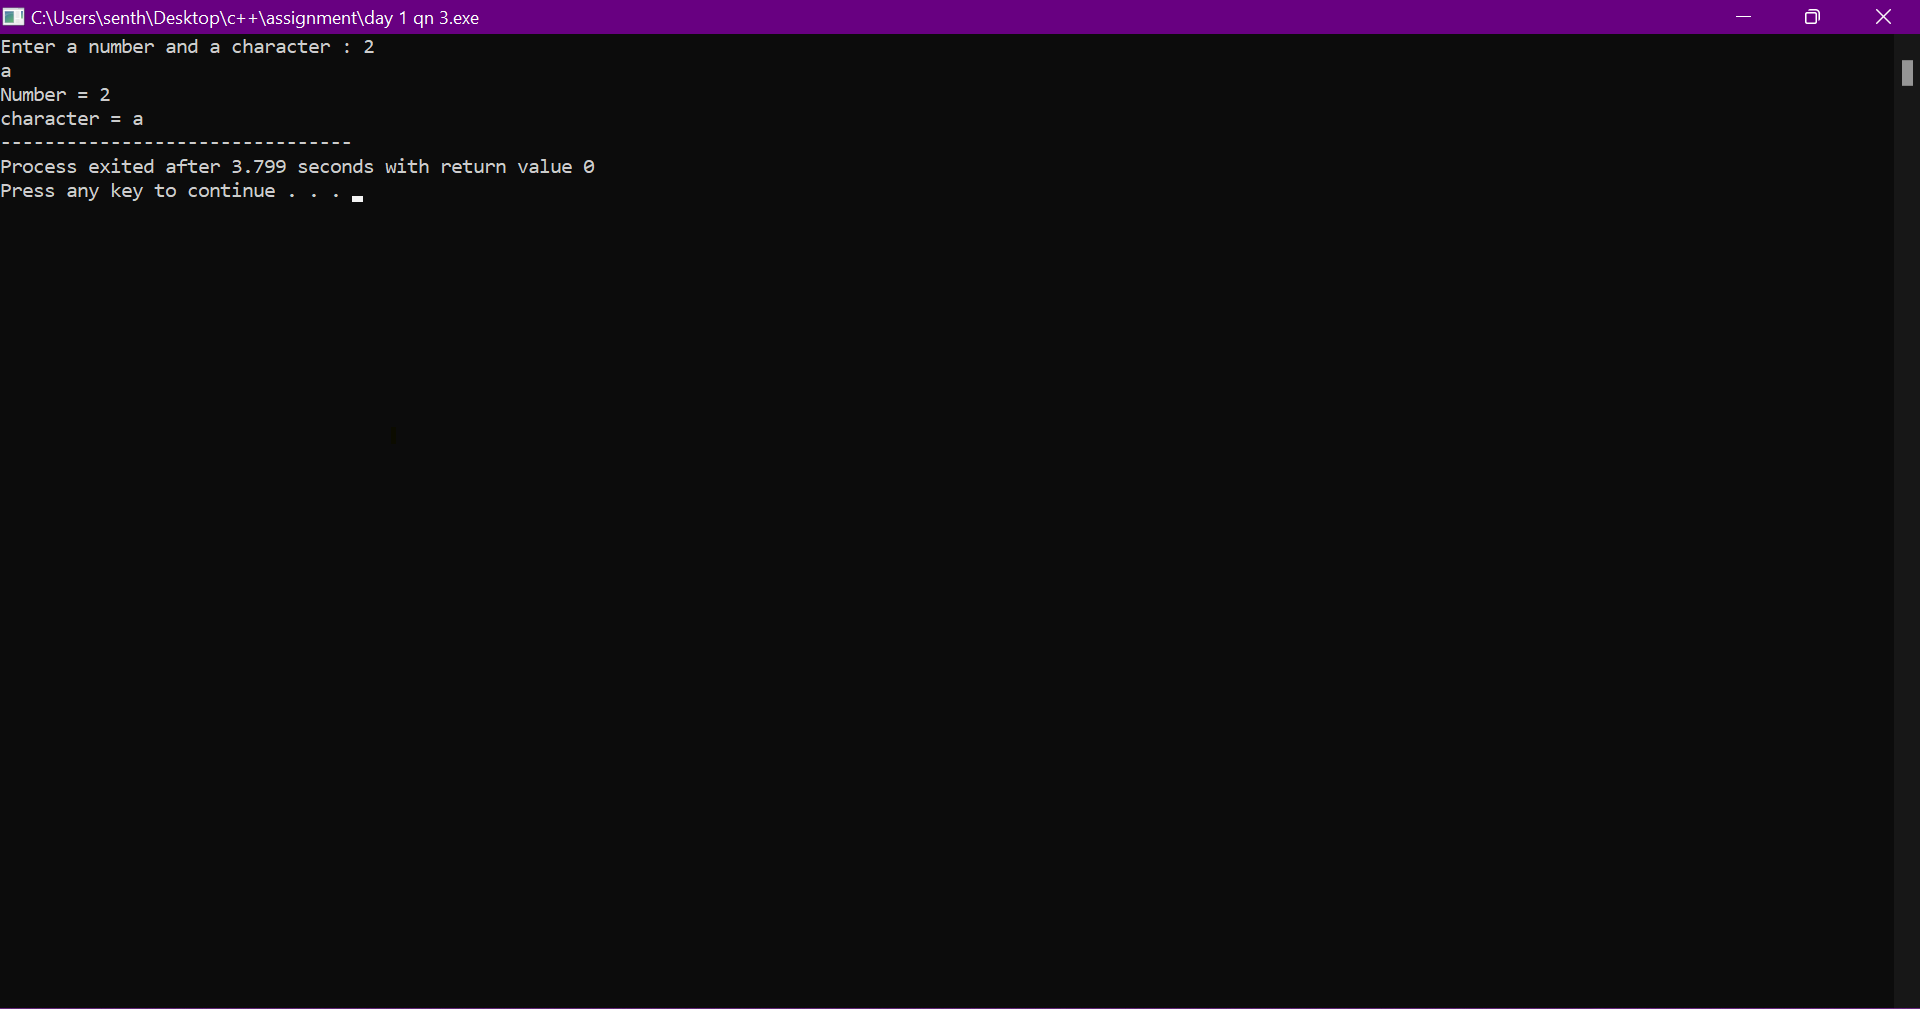 C:\Users\senth\Desktop\c++\assignment\day 1 qn 3.exe
Enter a number and a character : 2
a
Number = 2
character = a
--------------------------------
Process exited after 3.799 seconds with return value 0
Press any key to continue . . .